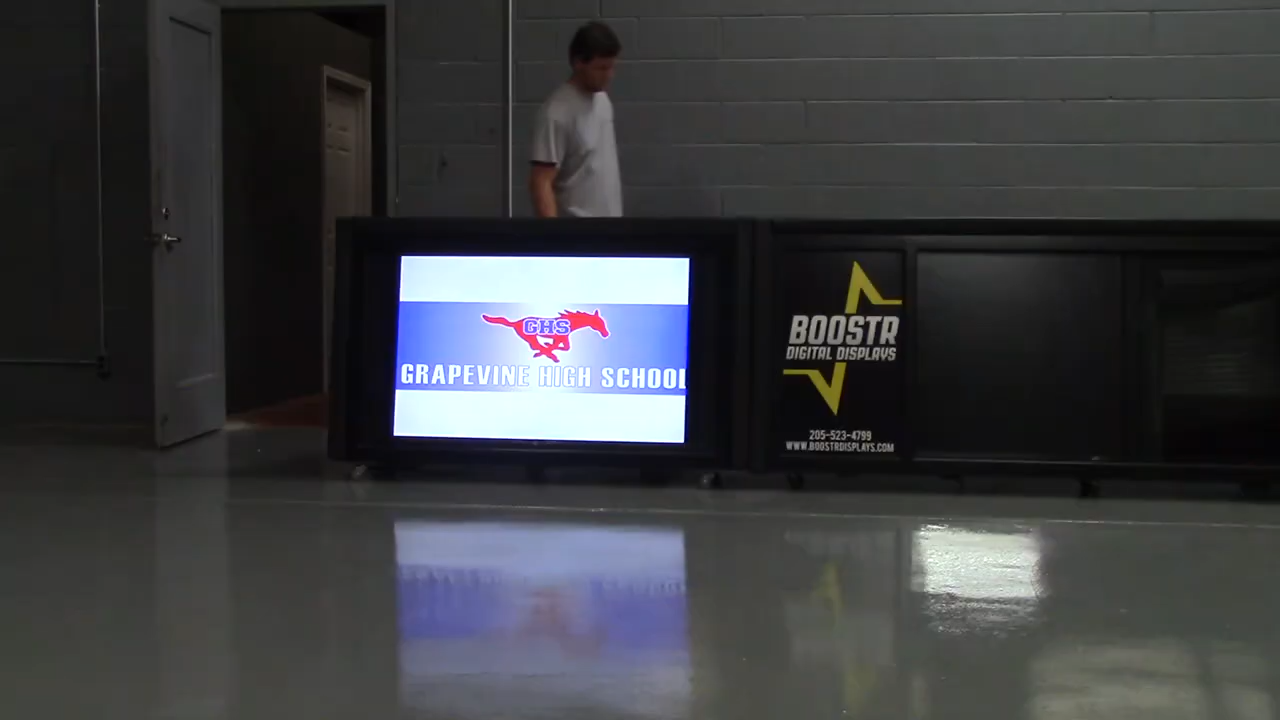 GHS
GRAPEVINE HIGH SCHOOL
BOOSTR
DIGITAL DISPLAYS
205-523-4799
WWW.BOOSTRDISPLAYS.COM